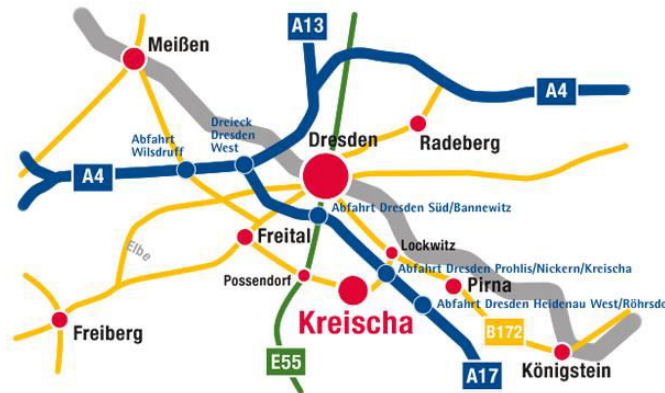 A13
Meißen
A4
Dreieck
Dresden
West
Abfahrt
Wilsdruff
Dresden
Radeberg
A4
Abfahrt Dresden Süd/Bannewitz
Elbe
Freital
Lockwitz
Possendorf
Abfahrt Dresden Prohlis/Nickern/Kreischa
Pirna
Kreischa
Abfahrt Dresden Heidenau West/Röhrsdo
Freiberg
B172
E55
A17
Königstein